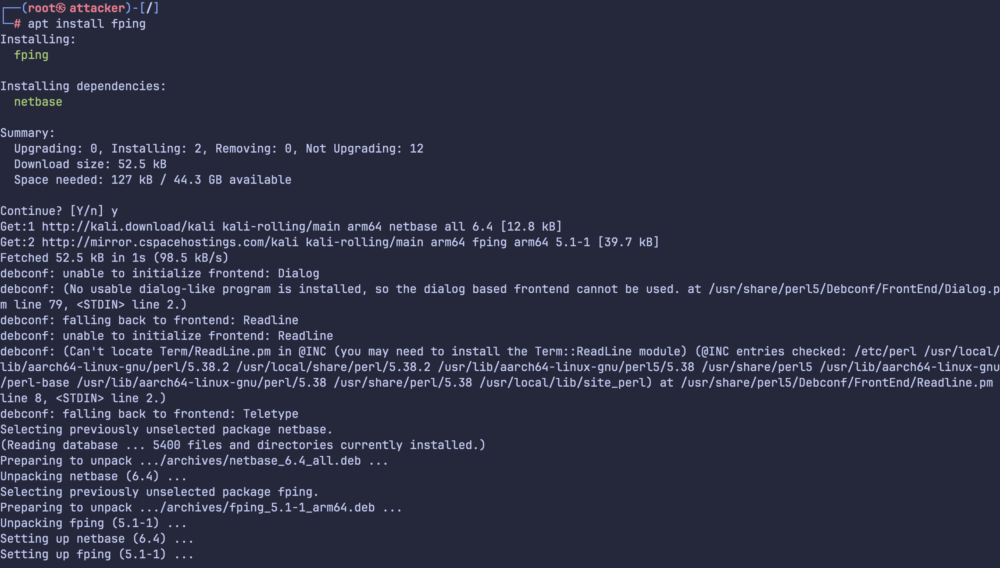 ┌──(root㉿attacker)-[/]
└─# apt install fping
Installing:
  fping

Installing dependencies:
  netbase

Summary:
  Upgrading: 0, Installing: 2, Removing: 0, Not Upgrading: 12
  Download size: 52.5 kB
  Space needed: 127 kB / 44.3 GB available

Continue? [Y/n] y
Get:1 http://kali.download/kali kali-rolling/main arm64 netbase all 6.4 [12.8 kB]
Get:2 http://mirror.cspacehostings.com/kali kali-rolling/main arm64 fping arm64 5.1-1 [39.7 kB]
Fetched 52.5 kB in 1s (98.5 kB/s)
debconf: unable to initialize frontend: Dialog
debconf: (No usable dialog-like program is installed, so the dialog based frontend cannot be used. at /usr/share/perl5/Debconf/FrontEnd/Dialog.p
m line 79, <STDIN> line 2.)
debconf: falling back to frontend: Readline
debconf: unable to initialize frontend: Readline
debconf: (Can't locate Term/ReadLine.pm in @INC (you may need to install the Term::ReadLine module) (@INC entries checked: /etc/perl /usr/local/
lib/aarch64-linux-gnu/perl/5.38.2 /usr/local/share/perl/5.38.2 /usr/lib/aarch64-linux-gnu/perl5/5.38 /usr/share/perl5 /usr/lib/aarch64-linux-gnu
/perl-base /usr/lib/aarch64-linux-gnu/perl/5.38 /usr/share/perl/5.38 /usr/local/lib/site_perl) at /usr/share/perl5/Debconf/FrontEnd/Readline.pm
line 8, <STDIN> line 2.)
debconf: falling back to frontend: Teletype
Selecting previously unselected package netbase.
(Reading database ... 5400 files and directories currently installed.)
Preparing to unpack .../archives/netbase_6.4_all.deb ...
Unpacking netbase (6.4) ...
Selecting previously unselected package fping.
Preparing to unpack .../archives/fping_5.1-1_arm64.deb ...
Unpacking fping (5.1-1) ...
Setting up netbase (6.4) ...
Setting up fping (5.1-1) ...